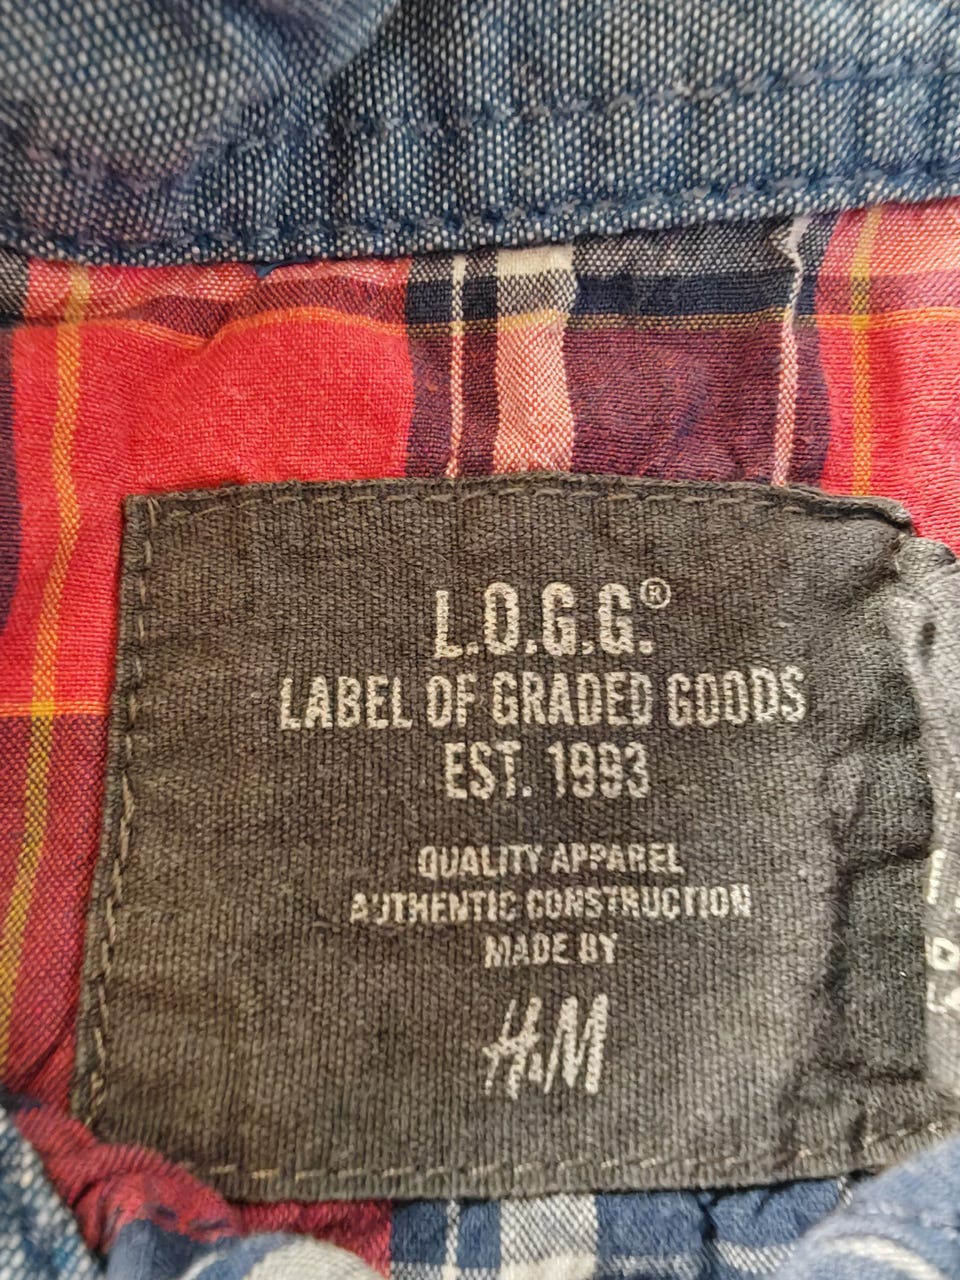 L.O.G.G.®
LABEL OF GRADED GOODS
EST. 1993
QUALITY APPAREL
AUTHENTIC CONSTRUCTION
MADE BY
H&M